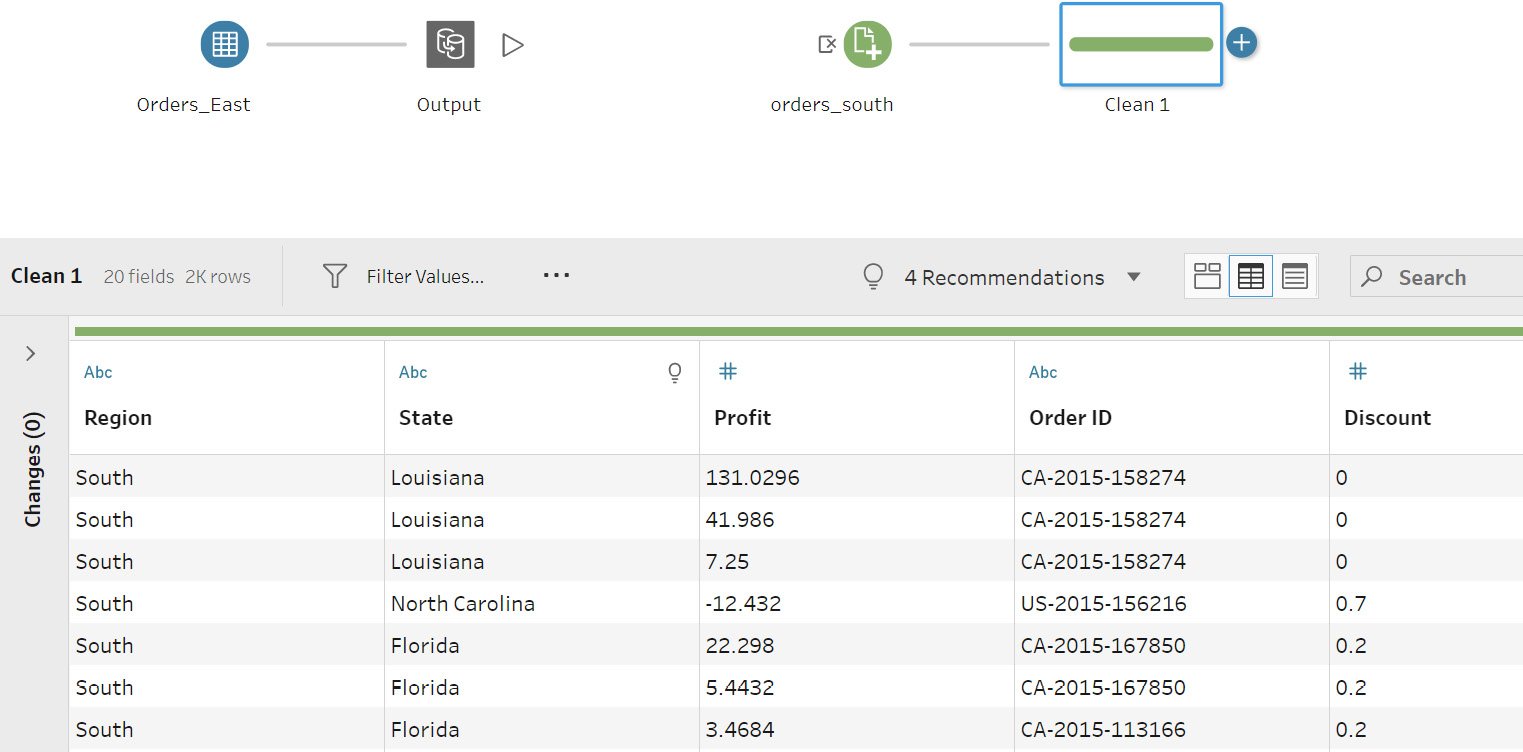 Orders_East Output orders_south Clean 1
Clean 1 20 fields 2K rows Filter Values... ... 4 Recommendations Search
Changes (0)
Abc Abc # Abc #
Region State Profit Order ID Discount
South Louisiana 131.0296 CA-2015-158274 0
South Louisiana 41.986 CA-2015-158274 0
South Louisiana 7.25 CA-2015-158274 0
South North Carolina -12.432 US-2015-156216 0.7
South Florida 22.298 CA-2015-167850 0.2
South Florida 5.4432 CA-2015-167850 0.2
South Florida 3.4684 CA-2015-113166 0.2